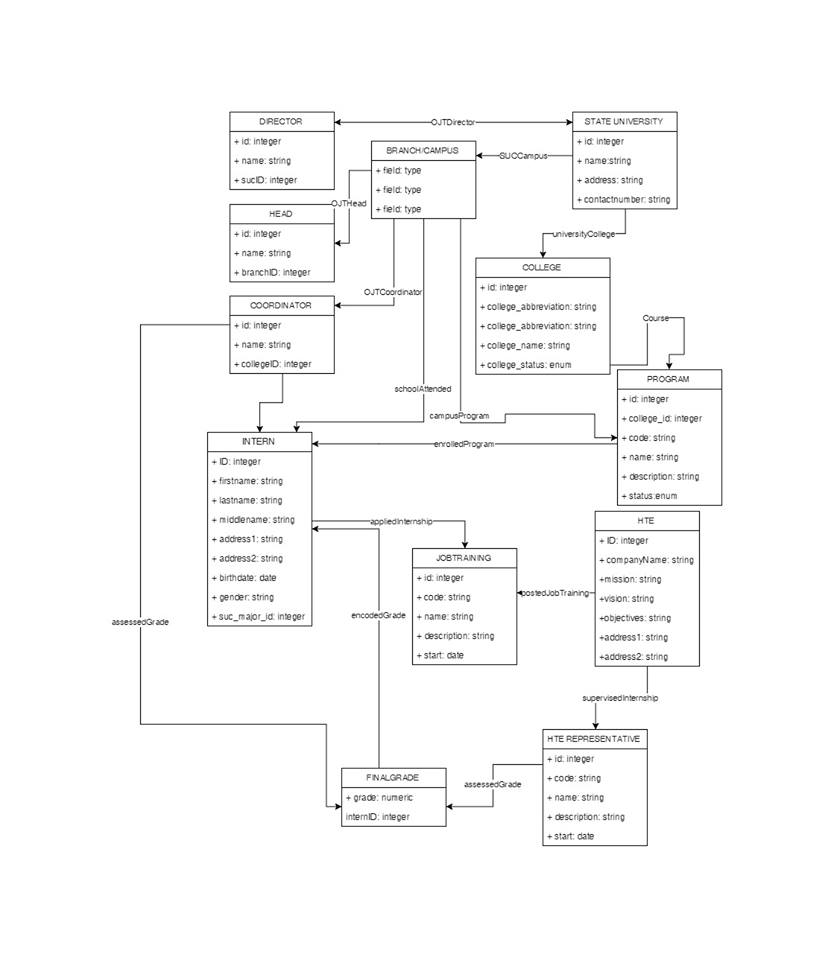 DIRECTOR
+ id: integer
+ name: string
+ sucID: integer
OJTDirector
STATE UNIVERSITY
+ id: integer
+ name:string
+ address: string
+ contactnumber: string
BRANCH/CAMPUS
+ field: type
+ field: type
+ field: type
SUCCampus
OJTHead
HEAD
+ id: integer
+ name: string
+ branchID: integer
universityCollege
COLLEGE
+ id: integer
+ college_abbreviation: string
+ college_abbreviation: string
+ college_name: string
+ college_status: enum
OJTCoordinator
COORDINATOR
+ id: integer
+ name: string
+ collegeID: integer
Course
PROGRAM
+ id: integer
+ college_id: integer
+ code: string
+ name: string
+ description: string
+ status:enum
schoolAttended
campusProgram
enrolledProgram
INTERN
+ ID: integer
+ firstname: string
+ lastname: string
+ middlename: string
+ address1: string
+ address2: string
+ birthdate: date
+ gender: string
+ suc_major_id: integer
appliedInternship
JOBTRAINING
+ id: integer
+ code: string
+ name: string
+ description: string
+ start: date
postedJobTraining
HTE
+ ID: integer
+ companyName: string
+mission: string
+vision: string
+objectives: string
+address1: string
+address2: string
assessedGrade
encodedGrade
supervisedInternship
HTE REPRESENTATIVE
+ id: integer
+ code: string
+ name: string
+ description: string
+ start: date
assessedGrade
FINALGRADE
+ grade: numeric
internID: integer